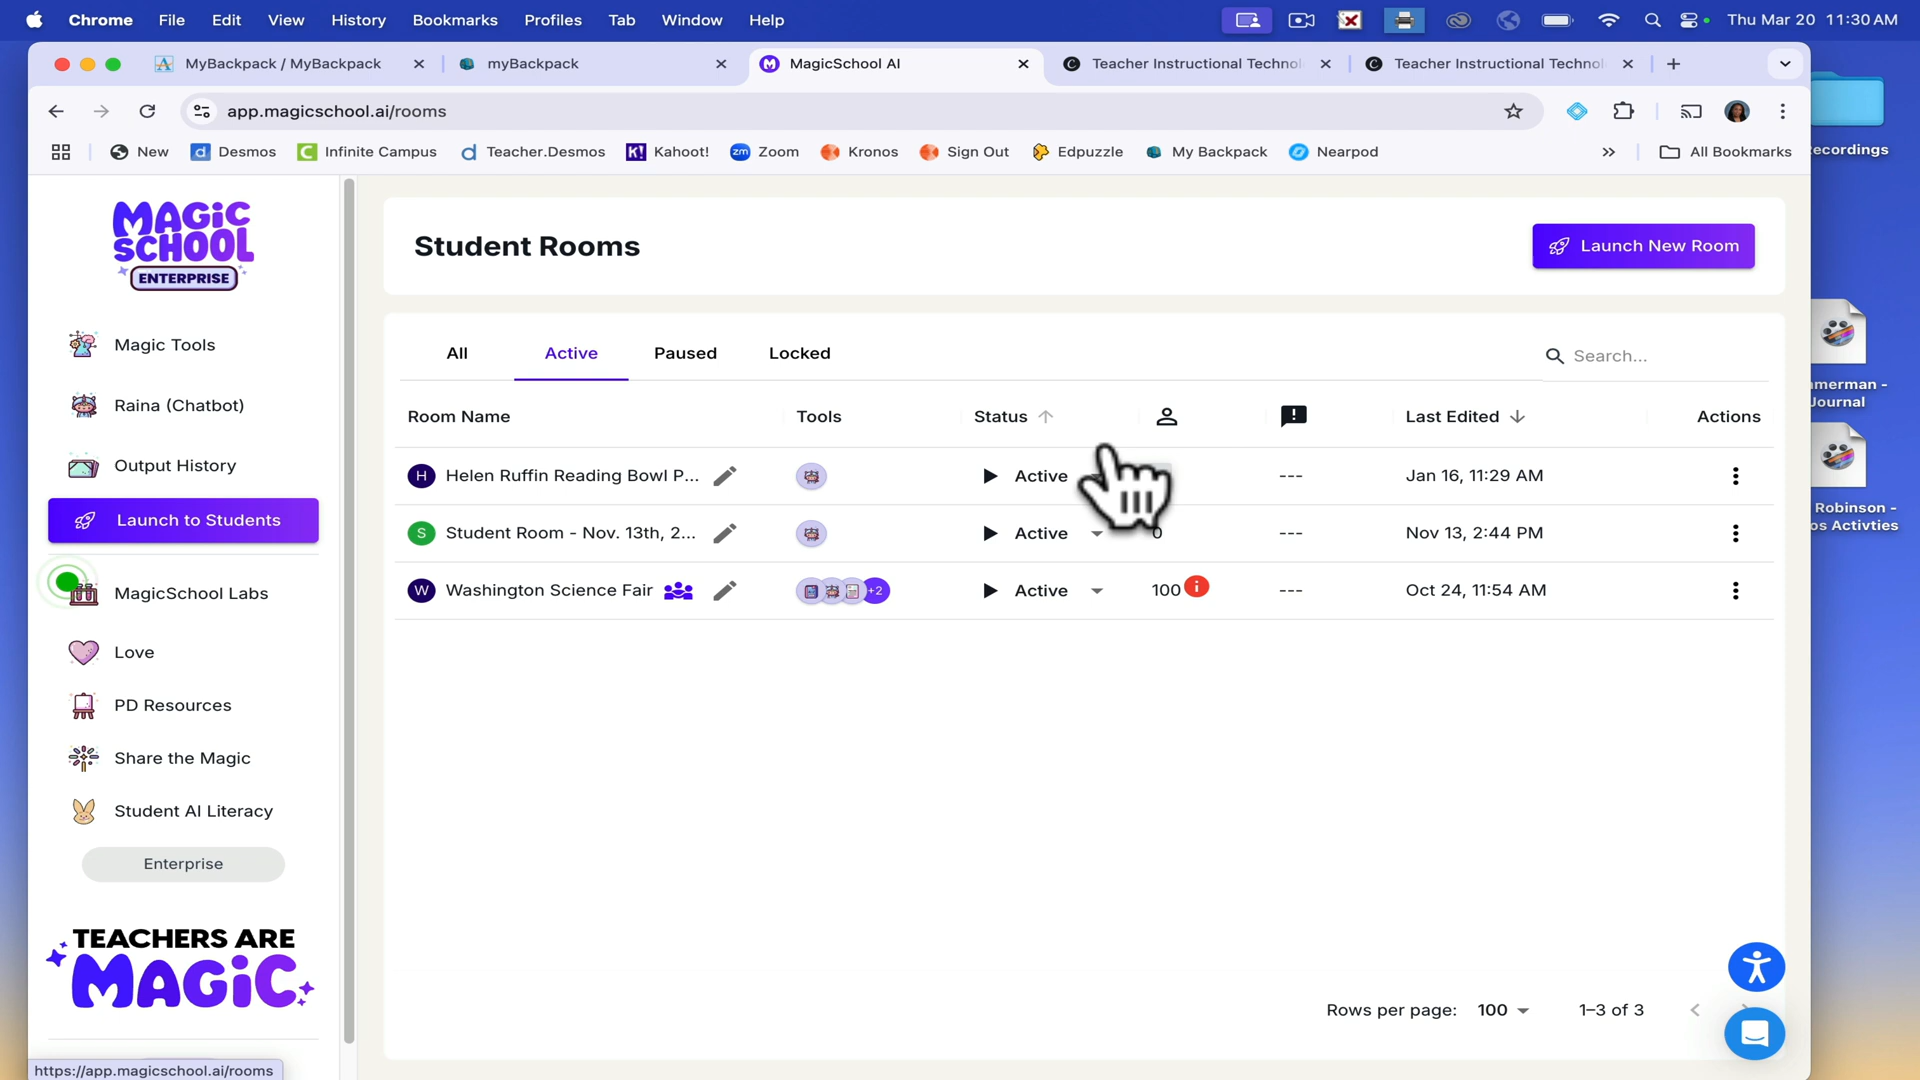 Chrome File Edit View History Bookmarks Profiles Tab Window Help Thu Mar 20 11:30 AM
MyBackpack / MyBackpack myBackpack MagicSchool AI Teacher Instructional Technol Teacher Instructional Technol
app.magicschool.ai/rooms
New Desmos Infinite Campus Teacher.Desmos Kahoot! Zoom Kronos Sign Out Edpuzzle My Backpack Nearpod All Bookmarks
ecordings
MAGIC SCHOOL
ENTERPRISE
Magic Tools
Raina (Chatbot)
Output History
Launch to Students
MagicSchool Labs
Love
PD Resources
Share the Magic
Student AI Literacy
Enterprise
TEACHERS ARE
MAGIC
Student Rooms
Launch New Room
All Active Paused Locked Search...
Room Name Tools Status Last Edited Actions
H Helen Ruffin Reading Bowl P... Active --- Jan 16, 11:29 AM
S Student Room - Nov. 13th, 2... Active 0 --- Nov 13, 2:44 PM
W Washington Science Fair +2 Active 100 --- Oct 24, 11:54 AM
Rows per page: 100 1–3 of 3
mmerman -
Journal
Robinson -
os Activties
https://app.magicschool.ai/rooms